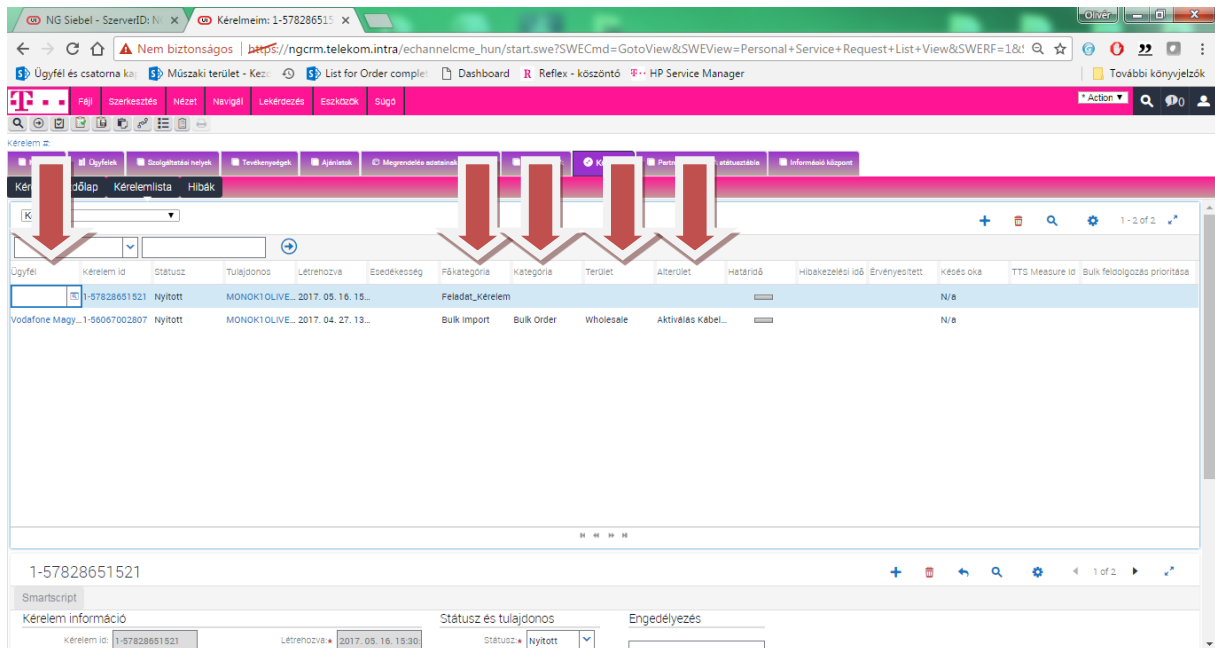 NG Siebel - SzerverID: N
Kérelmeim: 1-57828651
Olivér
Nem biztonságos | https://ngcrm.telekom.intra/echannelcme_hun/start.swe?SWECmd=GotoView&SWEView=Personal+Service+Request+List+View&SWERF=1&
Ügyfél és csatorna ka
Műszaki terület - Kez
List for Order complet
Dashboard
Reflex - köszöntő
HP Service Manager
További könyvjelzők
Fájl Szerkesztés Nézet Navigál Lekérdezés Eszközök Súgó
* Action
0
Kérelem #:
Ügyfelek
Szolgáltatási helyek
Tevékenységek
Ajánlatok
Megrendelés
Partn
státusztábla
Információ központ
Kérelemlista Hibák
1 - 2 of 2
Ügyfél Kérelem id Státusz Tulajdonos Létrehozva Esedékesség Főkategória Kategória Terület Alterület Határidő Hibakezelési idő Érvényesített Késés oka TTS Measure Id Bulk feldolgozás prioritása
1-57828651521 Nyitott MONOK1OLIVE... 2017. 05. 16. 15... Feladat_Kérelem N/a
Vodafone Magy... 1-56067002807 Nyitott MONOK1OLIVE... 2017. 04. 27. 13... Bulk Import Bulk Order Wholesale Aktiválás Kábel... N/a
1-57828651521
1 of 2
Smartscript
Kérelem információ
Státusz és tulajdonos
Engedélyezés
Kérelem id: 1-57828651521 Létrehozva:* 2017. 05. 16. 15:30: Státusz:* Nyitott